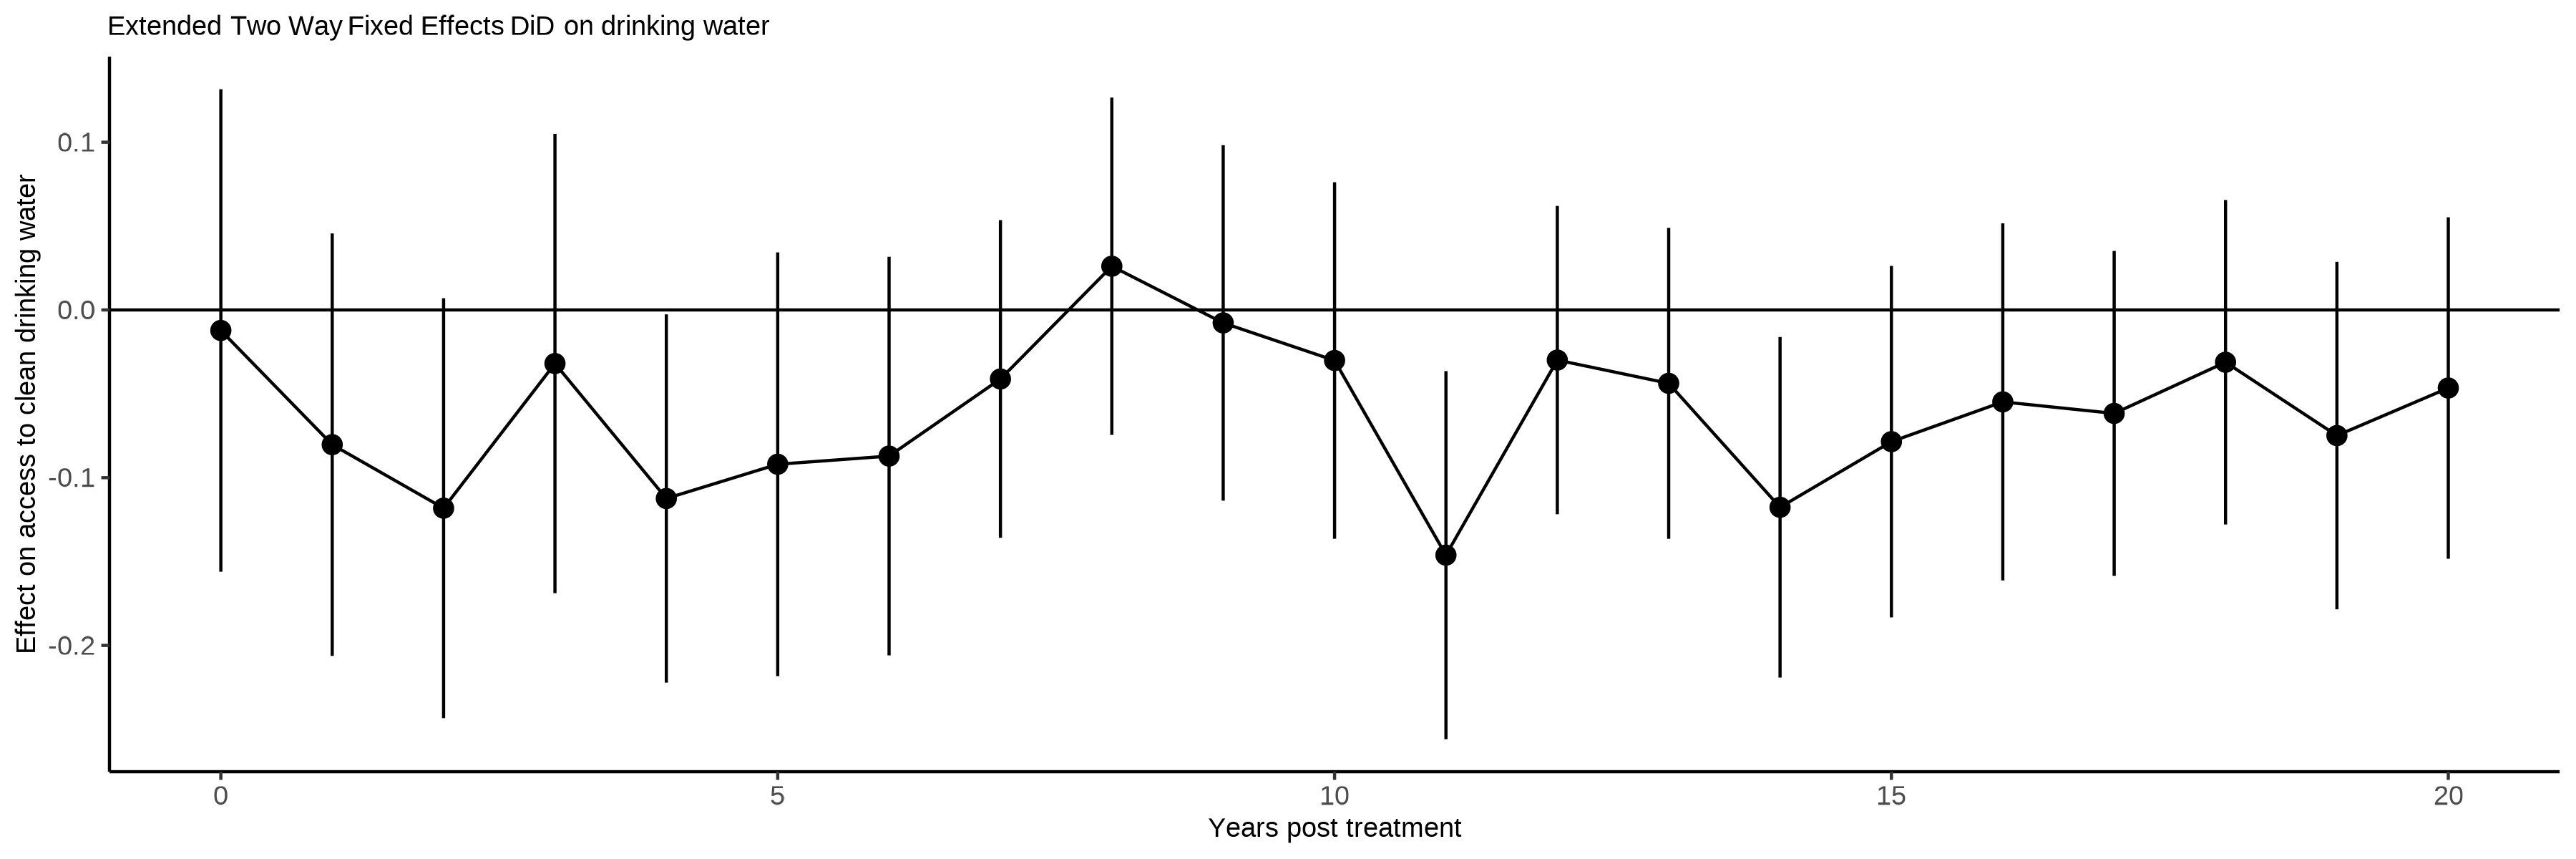 Extended Two Way Fixed Effects DiD on drinking water
Effect on access to clean drinking water
0.1
0.0
-0.1
-0.2
0 5 10 15 20
Years post treatment